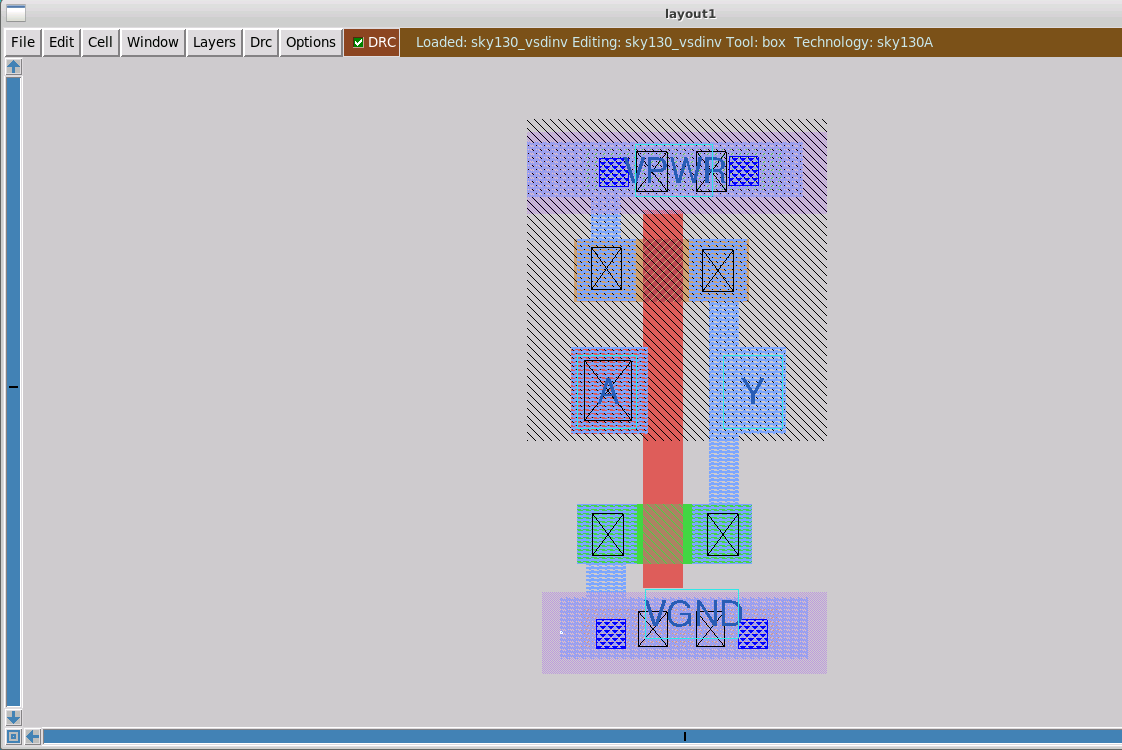 layout1
File Edit Cell Window Layers Drc Options DRC Loaded: sky130_vsdinv Editing: sky130_vsdinv Tool: box Technology: sky130A
VPWR
A Y
VGND